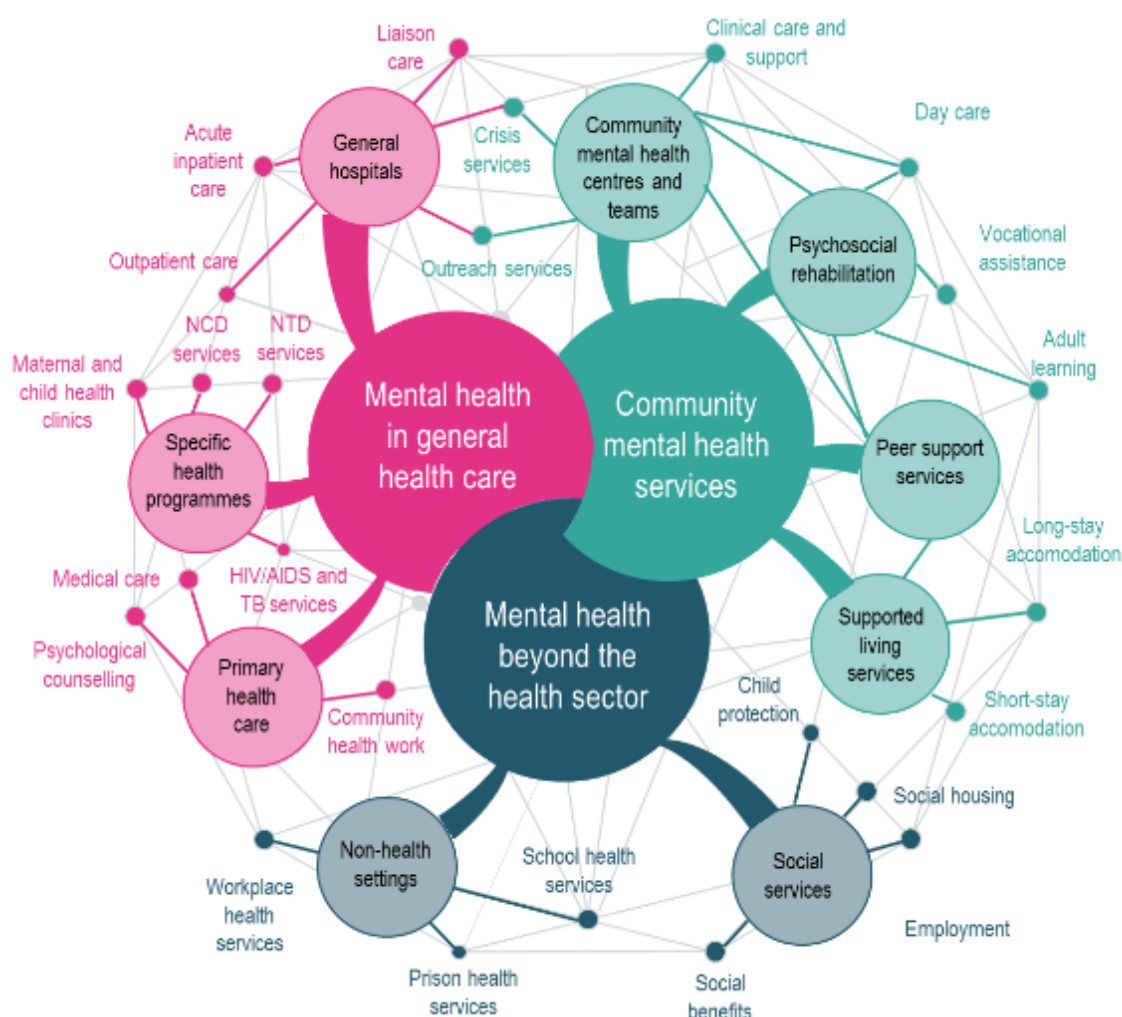 Liaison
care
Clinical care and
support
Acute
inpatient
care
General
hospitals
Crisis
services
Community
mental health
centres and
teams
Day care
Outpatient care
Outreach services
Psychosocial
rehabilitation
Vocational
assistance
NCD
services
NTD
services
Maternal and
child health
clinics
Adult
learning
Mental health
in general
health care
Community
mental health
services
Specific
health
programmes
Peer support
services
Long-stay
accomodation
Medical care
HIV/AIDS and
TB services
Psychological
counselling
Mental health
beyond the
health sector
Supported
living
services
Primary
health
care
Community
health work
Child
protection
Short-stay
accomodation
Social housing
Non-health
settings
School health
services
Social
services
Workplace
health
services
Employment
Prison health
services
Social
benefits